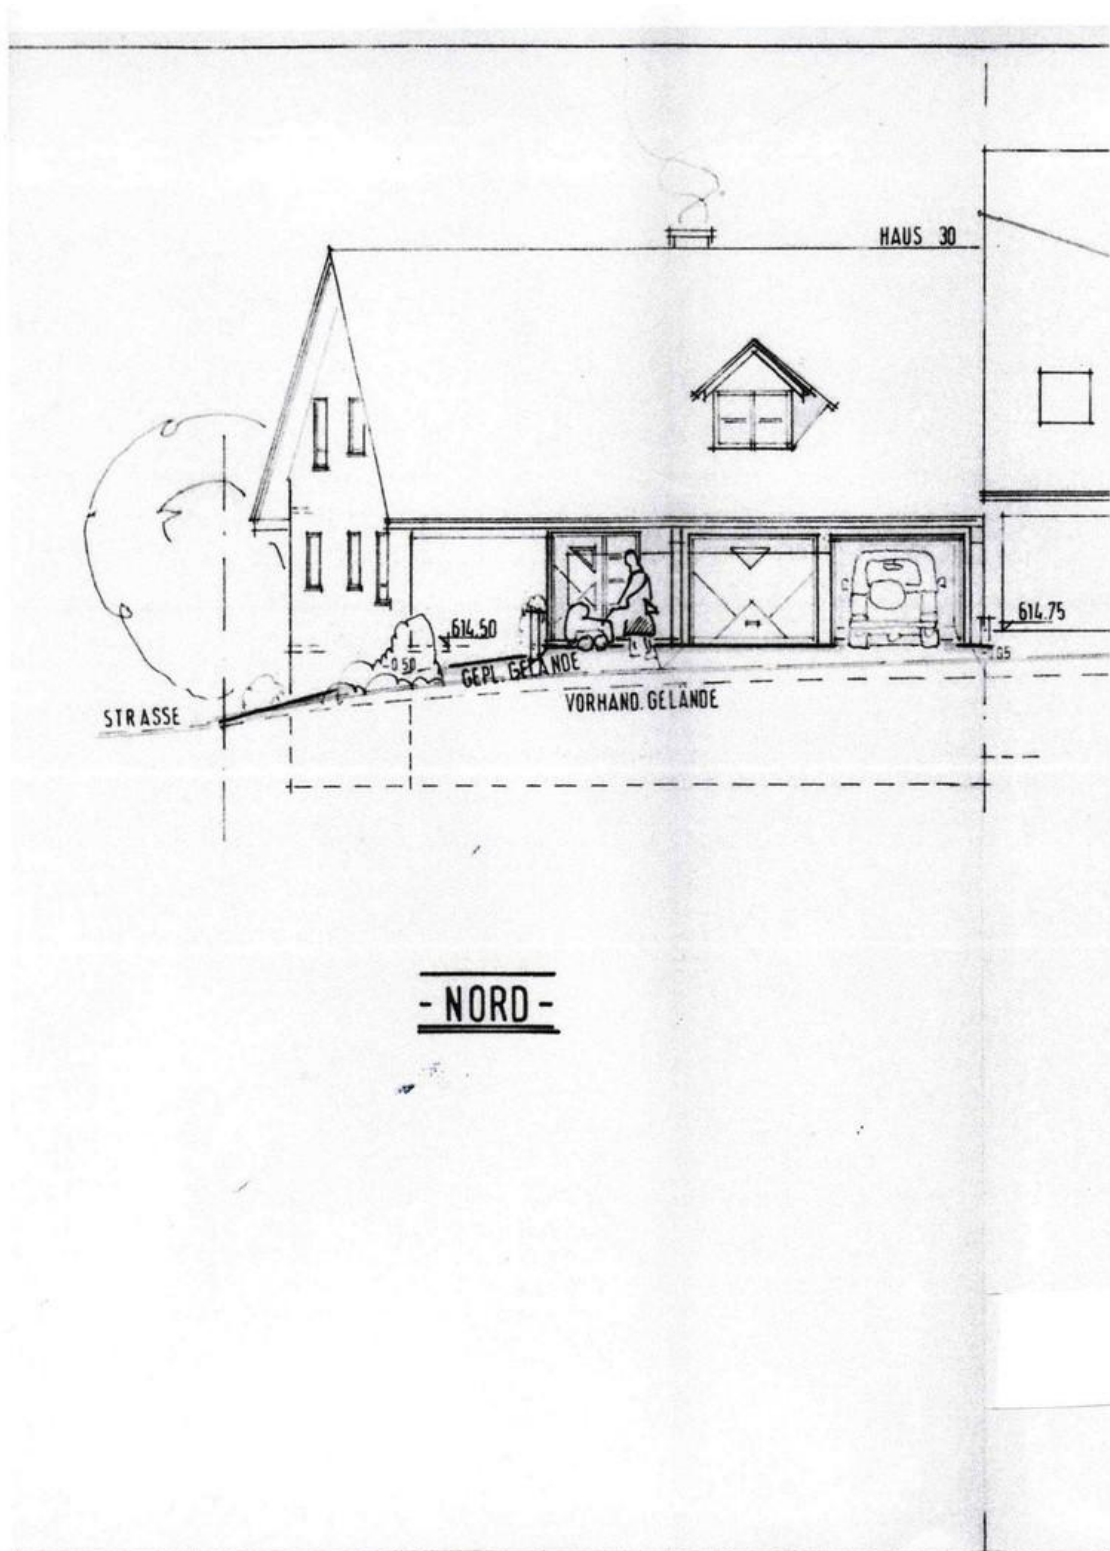 HAUS 30
614.50
614.75
-0.50
GEPL. GELÄNDE
VORHAND. GELÄNDE
STRASSE
- NORD -